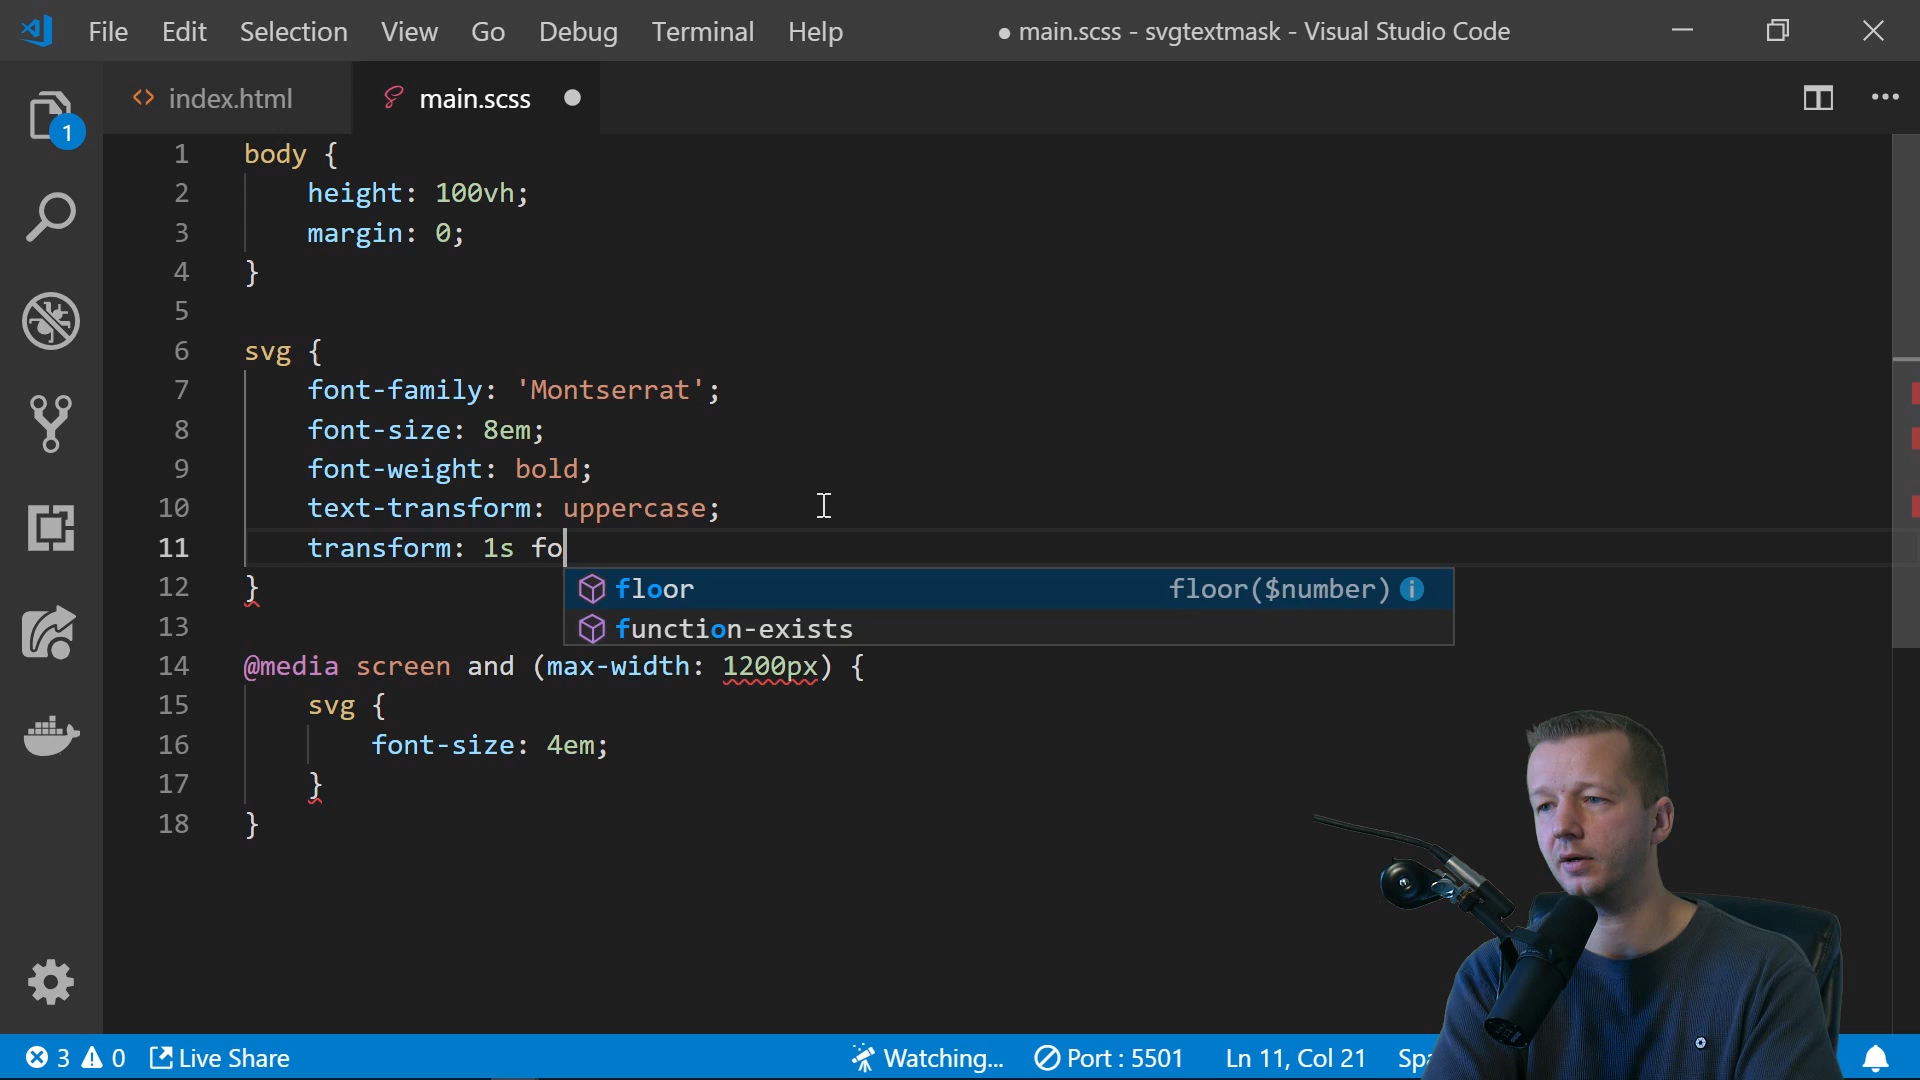 File Edit Selection View Go Debug Terminal Help ● main.scss - svgtextmask - Visual Studio Code
1
<> index.html main.scss ●
1 body {
2 height: 100vh;
3 margin: 0;
4 }
5
6 svg {
7 font-family: 'Montserrat';
8 font-size: 8em;
9 font-weight: bold;
10 text-transform: uppercase;
11 transform: 1s fo
12 }
floor floor($number)
function-exists
13
14 @media screen and (max-width: 1200px) {
15 svg {
16 font-size: 4em;
17 }
18 }
3 0 Live Share Watching... Port : 5501 Ln 11, Col 21 Spa